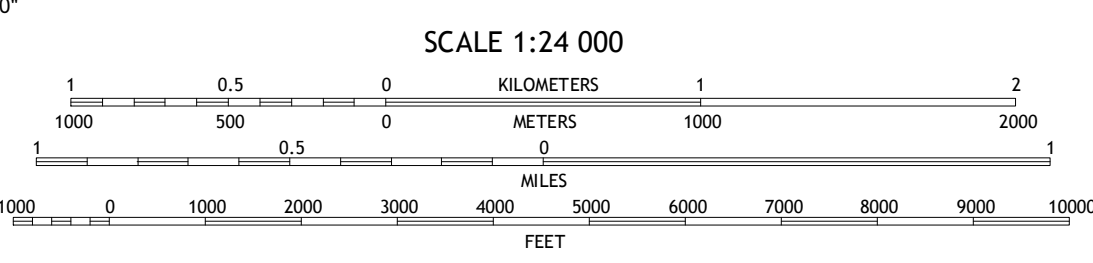 0"
SCALE 1:24 000
1 0.5 0 KILOMETERS 1 2
1000 500 0 METERS 1000 2000
1 0.5 0 1
MILES
1000 0 1000 2000 3000 4000 5000 6000 7000 8000 9000 10000
FEET